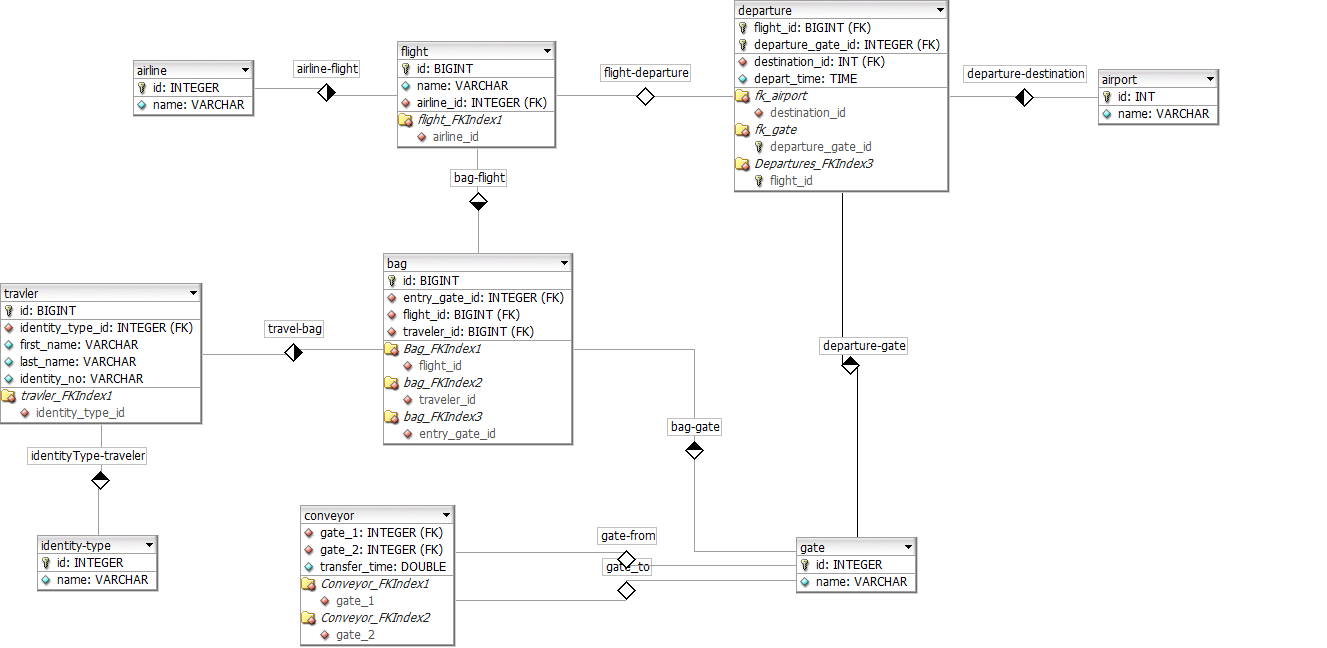 departure
flight_id: BIGINT (FK)
departure_gate_id: INTEGER (FK)
destination_id: INT (FK)
depart_time: TIME
fk_airport
destination_id
fk_gate
departure_gate_id
Departures_FKIndex3
flight_id
flight
id: BIGINT
name: VARCHAR
airline_id: INTEGER (FK)
flight_FKIndex1
airline_id
airline
id: INTEGER
name: VARCHAR
airline-flight
flight-departure
departure-destination
airport
id: INT
name: VARCHAR
bag-flight
bag
id: BIGINT
entry_gate_id: INTEGER (FK)
flight_id: BIGINT (FK)
traveler_id: BIGINT (FK)
Bag_FKIndex1
flight_id
bag_FKIndex2
traveler_id
bag_FKIndex3
entry_gate_id
travler
id: BIGINT
identity_type_id: INTEGER (FK)
first_name: VARCHAR
last_name: VARCHAR
identity_no: VARCHAR
travler_FKIndex1
identity_type_id
travel-bag
departure-gate
bag-gate
identityType-traveler
identity-type
id: INTEGER
name: VARCHAR
conveyor
gate_1: INTEGER (FK)
gate_2: INTEGER (FK)
transfer_time: DOUBLE
Conveyor_FKIndex1
gate_1
Conveyor_FKIndex2
gate_2
gate-from
gate_to
gate
id: INTEGER
name: VARCHAR